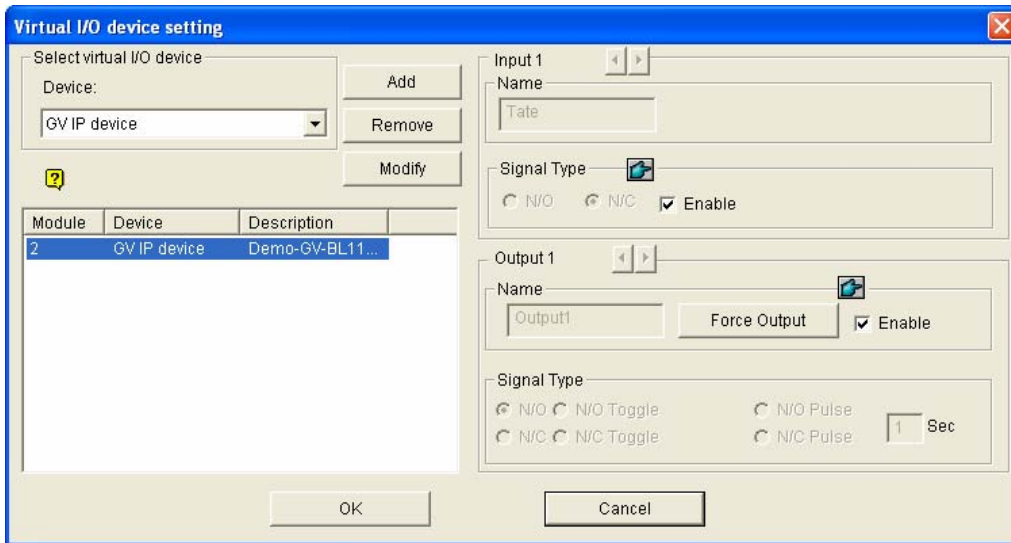 Virtual I/O device setting
Select virtual I/O device
Device:
GV IP device
Add
Remove
Modify
?
Module Device Description
2 GV IP device Demo-GV-BL11...
Input 1
Name
Tate
Signal Type
N/O N/C Enable
Output 1
Name
Output1 Force Output Enable
Signal Type
N/O N/O Toggle N/O Pulse
N/C N/C Toggle N/C Pulse
1 Sec
OK Cancel